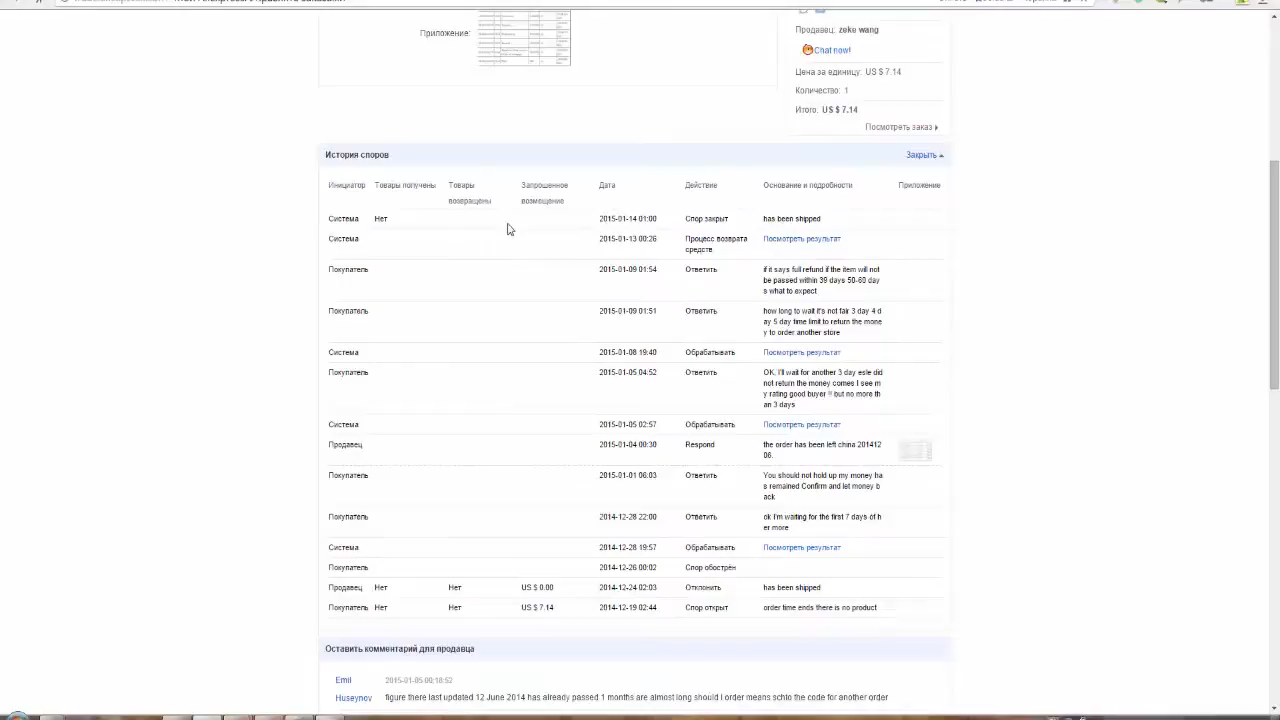 Приложение:
Продавец: zeke wang
Chat now!
Цена за единицу: US $ 7.14
Количество: 1
Итого: US $ 7.14
Посмотреть заказ
История споров Закрыть
Инициатор Товары получены Товары возвращены Запрошенное возмещение Дата Действие Основание и подробности Приложение
Система Нет 2015-01-14 01:00 Спор закрыт has been shipped
Система 2015-01-13 00:26 Процесс возврата средств Посмотреть результат
Покупатель 2015-01-09 01:54 Ответить if it says full refund if the item will not
be passed within 39 days 50-60 day
s what to expect
Покупатель 2015-01-09 01:51 Ответить how long to wait it's not fair 3 day 4 d
ay 5 day time limit to return the mone
y to order another store
Система 2015-01-08 19:40 Обрабатывать Посмотреть результат
Покупатель 2015-01-05 04:52 Ответить OK, I'll wait for another 3 day esle did
not return the money comes I see m
y rating good buyer !! but no more th
an 3 days
Система 2015-01-05 02:57 Обрабатывать Посмотреть результат
Продавец 2015-01-04 00:30 Respond the order has been left china 201412
06.
Покупатель 2015-01-01 06:03 Ответить You should not hold up my money ha
s remained Confirm and let money b
ack
Покупатель 2014-12-28 22:00 Ответить ok I'm waiting for the first 7 days of h
er more
Система 2014-12-28 19:57 Обрабатывать Посмотреть результат
Покупатель 2014-12-26 00:02 Спор обострён
Продавец Нет Нет US $ 0.00 2014-12-24 02:03 Отклонить has been shipped
Покупатель Нет Нет US $ 7.14 2014-12-19 02:44 Спор открыт order time ends there is no product
Оставить комментарий для продавца
Emil 2015-01-05 00:18:52
Huseynov figure there last updated 12 June 2014 has already passed 1 months are almost long should I order means schlo the code for another order